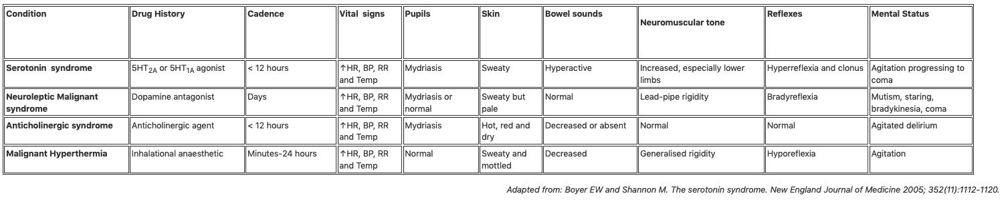 Condition Drug History Cadence Vital signs Pupils Skin Bowel sounds Neuromuscular tone Reflexes Mental Status
Serotonin syndrome 5HT2A or 5HT1A agonist < 12 hours ↑HR, BP, RR Mydriasis Sweaty Hyperactive Increased, especially lower Hyperreflexia and clonus Agitation progressing to
and Temp limbs coma
Neuroleptic Malignant Dopamine antagonist Days ↑HR, BP, RR Mydriasis or Sweaty but Normal Lead-pipe rigidity Bradyreflexia Mutism, staring,
syndrome and Temp normal pale bradykinesia, coma
Anticholinergic syndrome Anticholinergic agent < 12 hours ↑HR, BP, RR Mydriasis Hot, red and Decreased or absent Normal Normal Agitated delirium
and Temp dry
Malignant Hyperthermia Inhalational anaesthetic Minutes-24 hours ↑HR, BP, RR Normal Sweaty and Decreased Generalised rigidity Hyporeflexia Agitation
and Temp mottled
Adapted from: Boyer EW and Shannon M. The serotonin syndrome. New England Journal of Medicine 2005; 352(11):1112-1120.